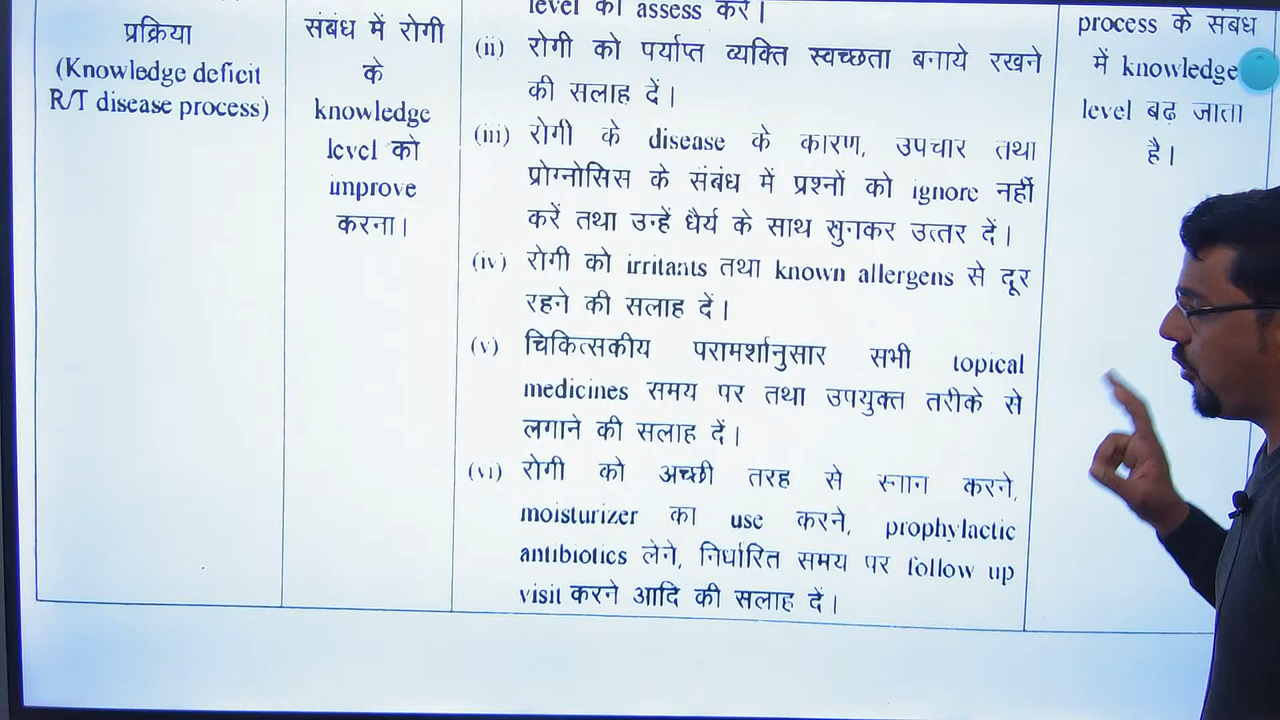 प्रक्रिया
(Knowledge deficit
R/T disease process)
संबंध में रोगी
के
knowledge
level को
improve
करना।
level को assess करें।
(ii) रोगी को पर्याप्त व्यक्ति स्वच्छता बनाये रखने
की सलाह दें।
(iii) रोगी के disease के कारण, उपचार तथा
प्रोग्नोसिस के संबंध में प्रश्नों को ignore नहीं
करें तथा उन्हें धैर्य के साथ सुनकर उत्तर दें।
(iv) रोगी को irritants तथा known allergens से दूर
रहने की सलाह दें।
(v) चिकित्सकीय परामर्शानुसार सभी topical
medicines समय पर तथा उपयुक्त तरीके से
लगाने की सलाह दें।
(vi) रोगी को अच्छी तरह से स्नान करने,
moisturizer का use करने, prophylactic
antibiotics लेने, निर्धारित समय पर follow up
visit करने आदि की सलाह दें।
process के संबंध
में knowledge
level बढ़ जाता
है।